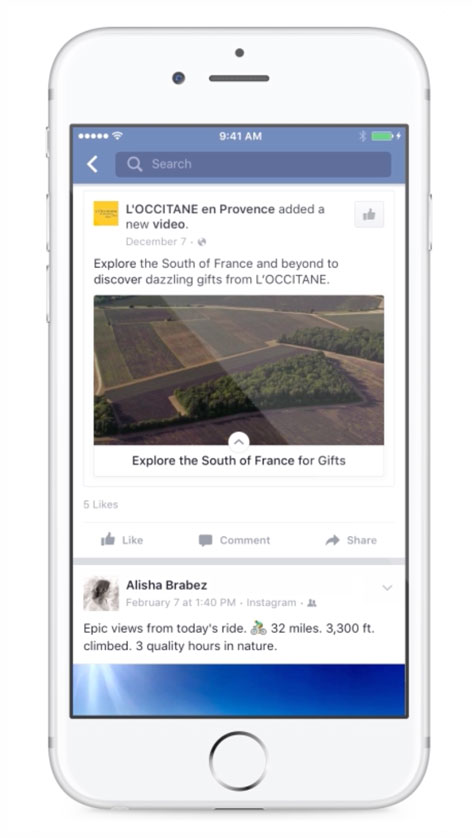 9:41 AM
Search
L'OCCITANE en Provence added a
new video.
December 7 ·
Explore the South of France and beyond to
discover dazzling gifts from L'OCCITANE.
Explore the South of France for Gifts
5 Likes
Like Comment Share
Alisha Brabez
February 7 at 1:40 PM · Instagram ·
Epic views from today's ride. 🚴 32 miles. 3,300 ft.
climbed. 3 quality hours in nature.